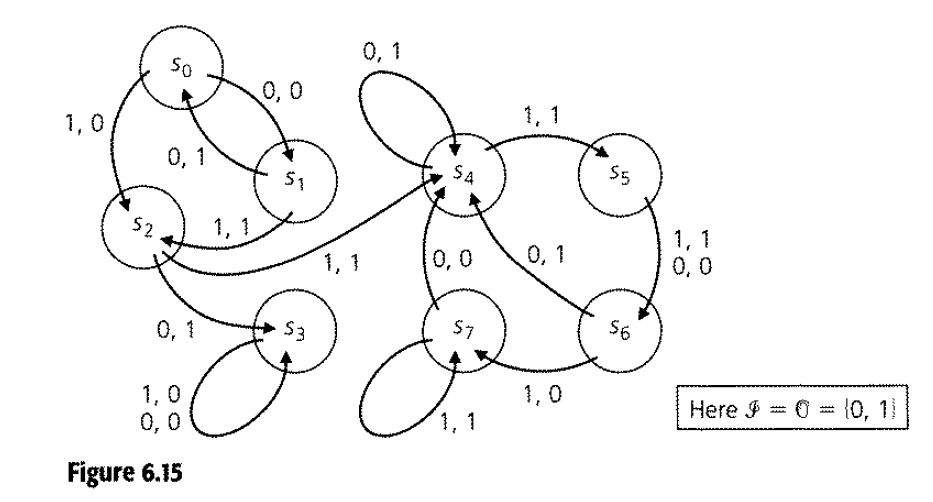 s0
0, 1
0, 0
1, 0
1, 1
0, 1
s1
s4
s5
s2
1, 1
1, 1
0, 0
0, 1
1, 1
0, 0
0, 1
s3
s7
s6
1, 0
0, 0
1, 1
1, 0
Here ℐ = 𝒪 = {0, 1}
Figure 6.15